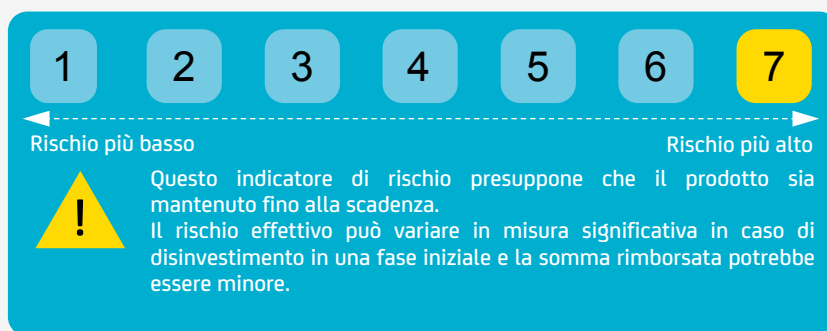 1 2 3 4 5 6 7
Rischio più basso Rischio più alto
!
Questo indicatore di rischio presuppone che il prodotto sia
mantenuto fino alla scadenza.
Il rischio effettivo può variare in misura significativa in caso di
disinvestimento in una fase iniziale e la somma rimborsata potrebbe
essere minore.